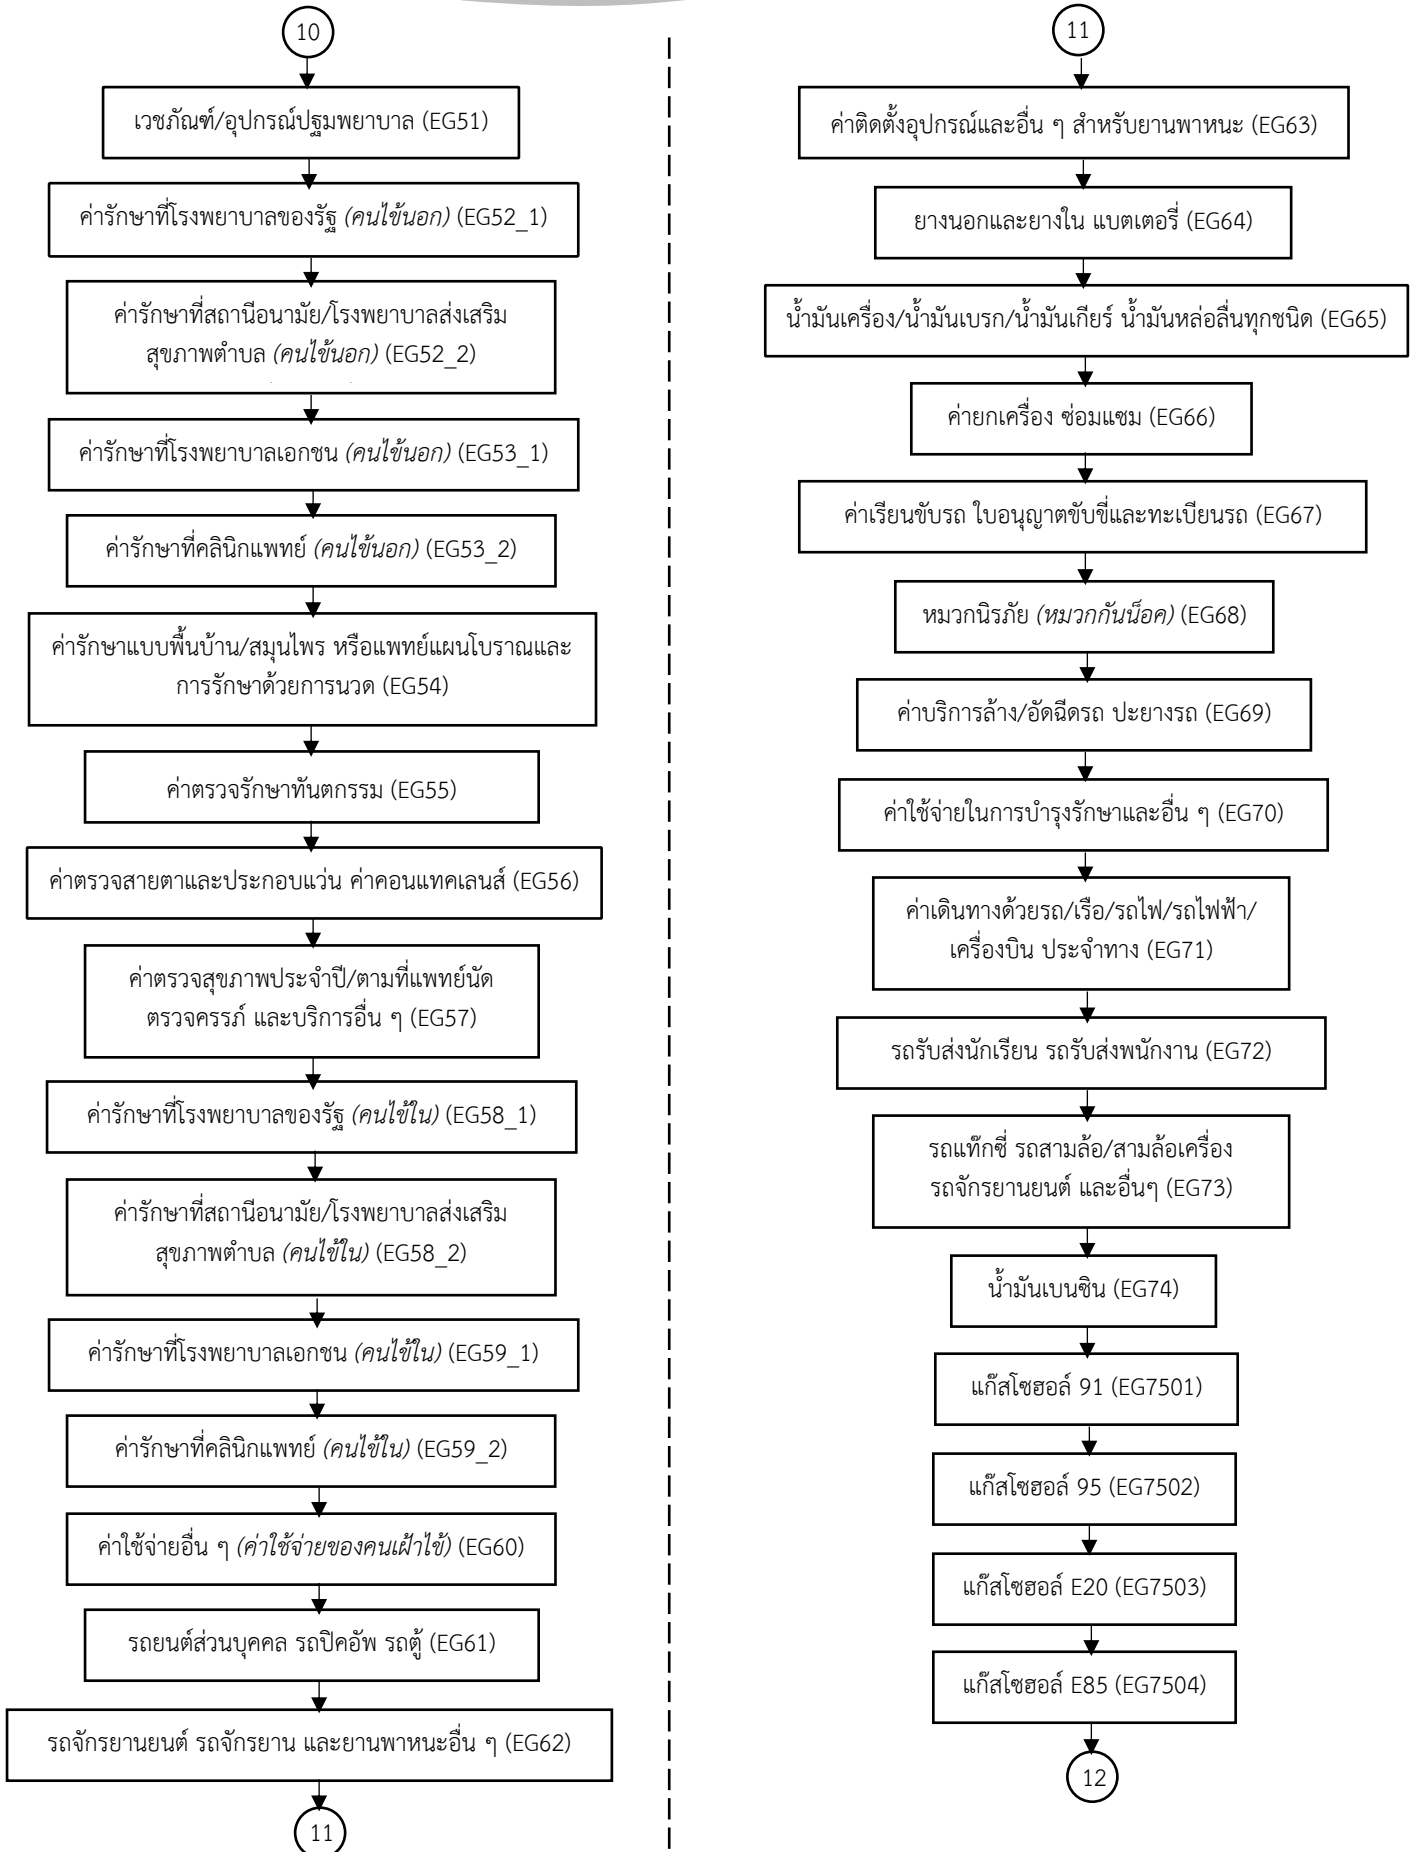 10
เวชภัณฑ์/อุปกรณ์ปฐมพยาบาล (EG51)
ค่ารักษาที่โรงพยาบาลของรัฐ (คนไข้นอก) (EG52_1)
ค่ารักษาที่สถานีอนามัย/โรงพยาบาลส่งเสริม
สุขภาพตำบล (คนไข้นอก) (EG52_2)
ค่ารักษาที่โรงพยาบาลเอกชน (คนไข้นอก) (EG53_1)
ค่ารักษาที่คลินิกแพทย์ (คนไข้นอก) (EG53_2)
ค่ารักษาแบบพื้นบ้าน/สมุนไพร หรือแพทย์แผนโบราณและ
การรักษาด้วยการนวด (EG54)
ค่าตรวจรักษาทันตกรรม (EG55)
ค่าตรวจสายตาและประกอบแว่น ค่าคอนแทคเลนส์ (EG56)
ค่าตรวจสุขภาพประจำปี/ตามที่แพทย์นัด
ตรวจครรภ์ และบริการอื่น ๆ (EG57)
ค่ารักษาที่โรงพยาบาลของรัฐ (คนไข้ใน) (EG58_1)
ค่ารักษาที่สถานีอนามัย/โรงพยาบาลส่งเสริม
สุขภาพตำบล (คนไข้ใน) (EG58_2)
ค่ารักษาที่โรงพยาบาลเอกชน (คนไข้ใน) (EG59_1)
ค่ารักษาที่คลินิกแพทย์ (คนไข้ใน) (EG59_2)
ค่าใช้จ่ายอื่น ๆ (ค่าใช้จ่ายของคนเฝ้าไข้) (EG60)
รถยนต์ส่วนบุคคล รถปิคอัพ รถตู้ (EG61)
รถจักรยานยนต์ รถจักรยาน และยานพาหนะอื่น ๆ (EG62)
11
11
ค่าติดตั้งอุปกรณ์และอื่น ๆ สำหรับยานพาหนะ (EG63)
ยางนอกและยางใน แบตเตอรี่ (EG64)
น้ำมันเครื่อง/น้ำมันเบรก/น้ำมันเกียร์ น้ำมันหล่อลื่นทุกชนิด (EG65)
ค่ายกเครื่อง ซ่อมแซม (EG66)
ค่าเรียนขับรถ ใบอนุญาตขับขี่และทะเบียนรถ (EG67)
หมวกนิรภัย (หมวกกันน็อค) (EG68)
ค่าบริการล้าง/อัดฉีดรถ ปะยางรถ (EG69)
ค่าใช้จ่ายในการบำรุงรักษาและอื่น ๆ (EG70)
ค่าเดินทางด้วยรถ/เรือ/รถไฟ/รถไฟฟ้า/
เครื่องบิน ประจำทาง (EG71)
รถรับส่งนักเรียน รถรับส่งพนักงาน (EG72)
รถแท๊กซี่ รถสามล้อ/สามล้อเครื่อง
รถจักรยานยนต์ และอื่นๆ (EG73)
น้ำมันเบนซิน (EG74)
แก๊สโซฮอล์ 91 (EG7501)
แก๊สโซฮอล์ 95 (EG7502)
แก๊สโซฮอล์ E20 (EG7503)
แก๊สโซฮอล์ E85 (EG7504)
12